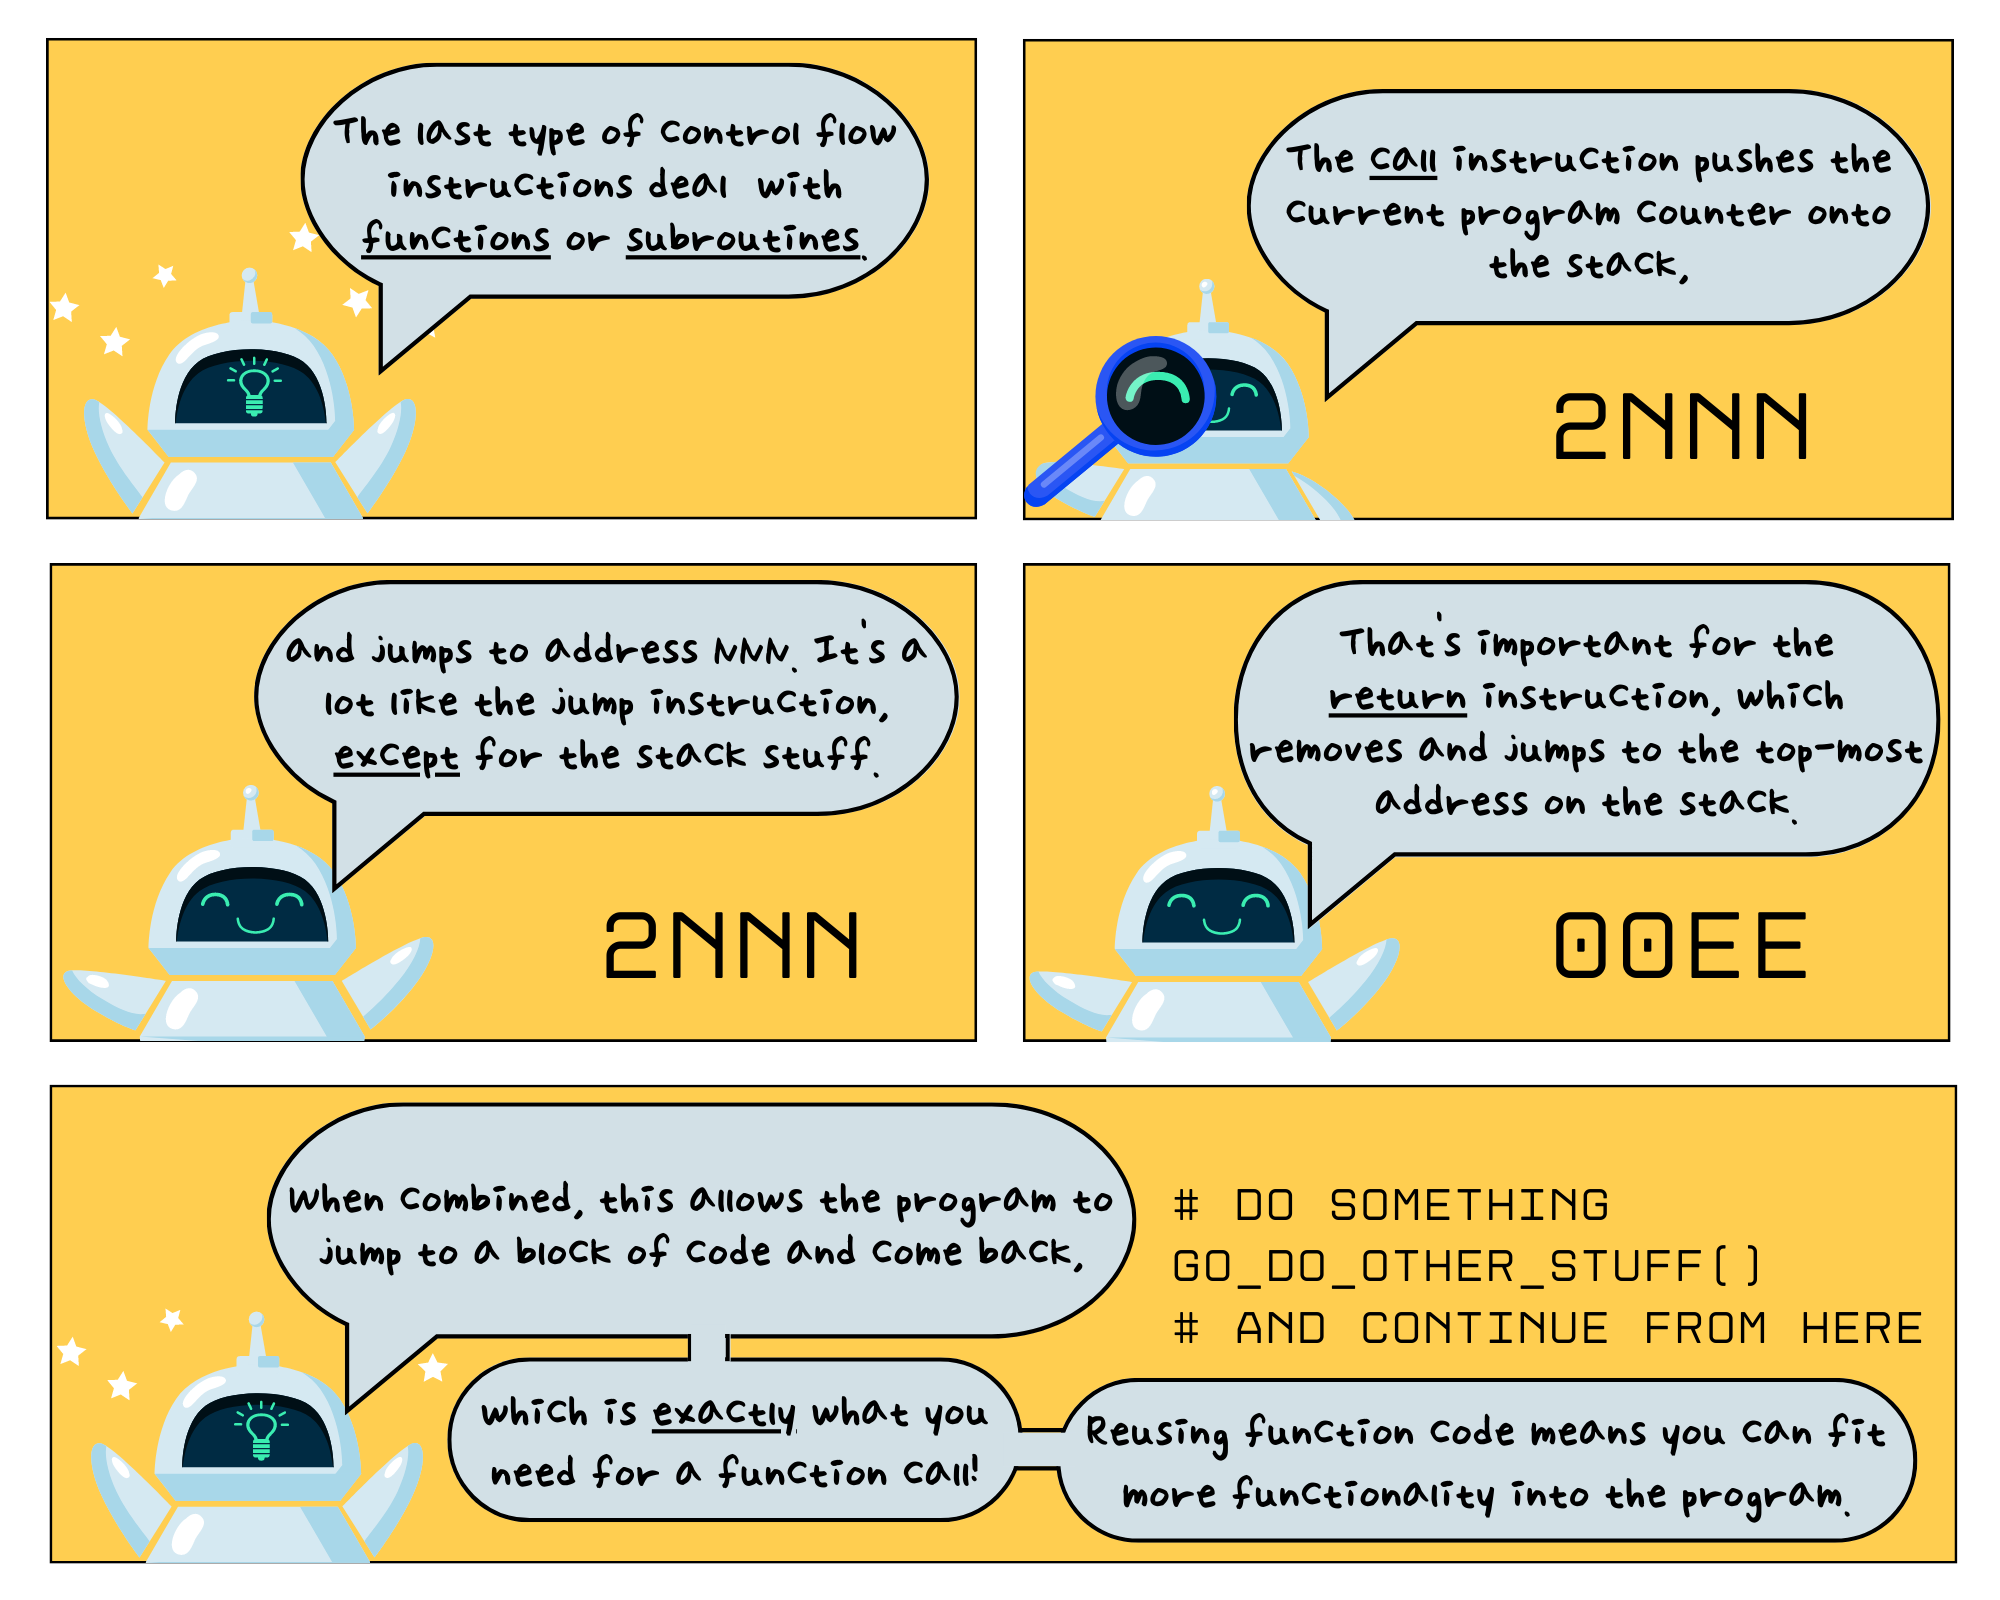 The last type of control flow
instructions deal with
functions or subroutines.
The call instruction pushes the
current program counter onto
the stack,
2NNN
and jumps to address NNN. It's a
lot like the jump instruction,
except for the stack stuff.
2NNN
That's important for the
return instruction, which
removes and jumps to the top-most
address on the stack.
00EE
When combined, this allows the program to
jump to a block of code and come back,
which is exactly what you
need for a function call!
# DO SOMETHING
GO_DO_OTHER_STUFF()
# AND CONTINUE FROM HERE
Reusing function code means you can fit
more functionality into the program.